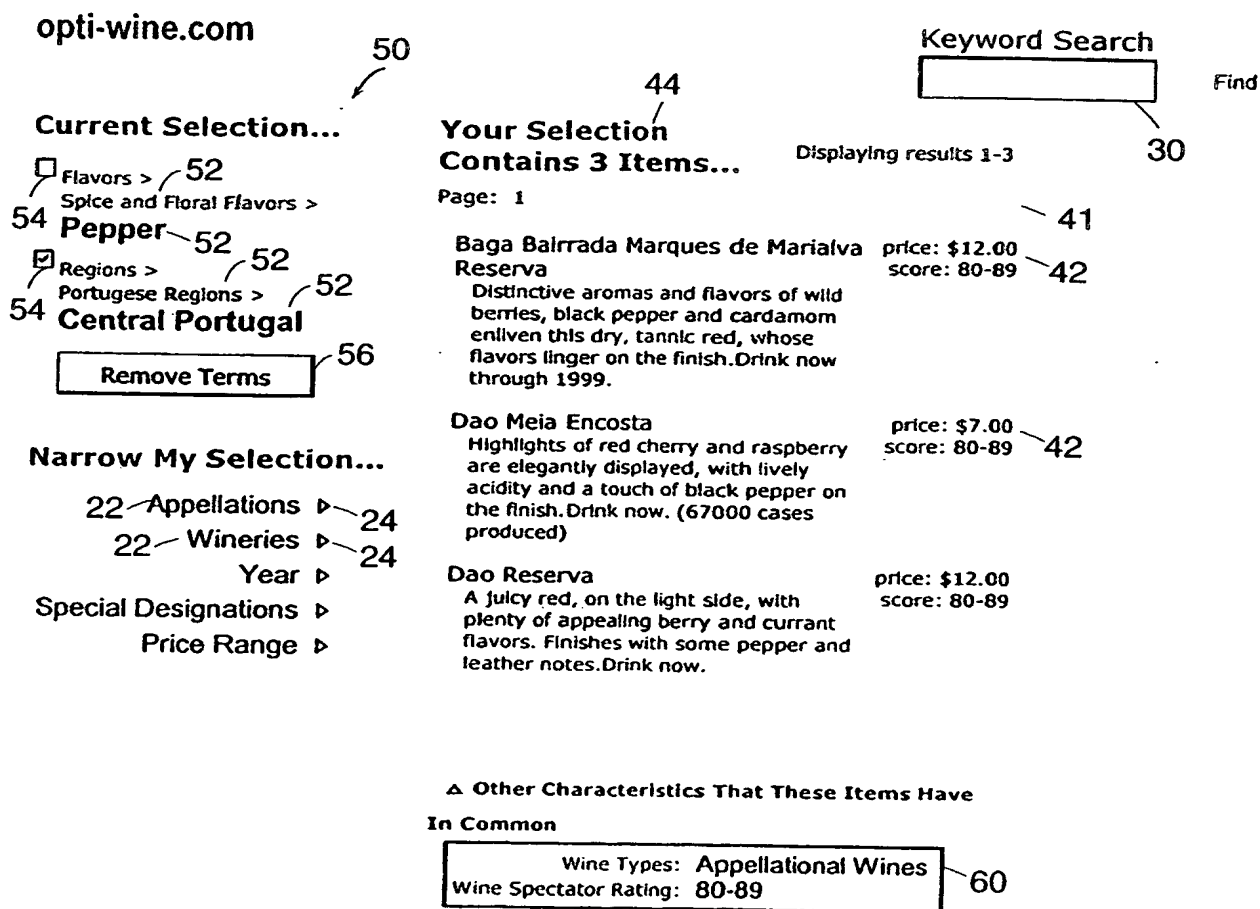 opti-wine.com
50
Keyword Search
Find
30
44
Current Selection...
Flavors >
52
Spice and Floral Flavors >
54
Pepper
52
Regions >
52
Portugese Regions >
52
54
Central Portugal
56
Remove Terms
Narrow My Selection...
22 Appellations ▷ 24
22 Wineries ▷ 24
Year ▷
Special Designations ▷
Price Range ▷
Your Selection
Contains 3 Items...
Displaying results 1-3
Page: 1
41
Baga Bairrada Marques de Marialva
Reserva
price: $12.00
score: 80-89
42
Distinctive aromas and flavors of wild
berries, black pepper and cardamom
enliven this dry, tannic red, whose
flavors linger on the finish.Drink now
through 1999.
Dao Meia Encosta
price: $7.00
score: 80-89
42
Highlights of red cherry and raspberry
are elegantly displayed, with lively
acidity and a touch of black pepper on
the finish.Drink now. (67000 cases
produced)
Dao Reserva
price: $12.00
score: 80-89
A juicy red, on the light side, with
plenty of appealing berry and currant
flavors. Finishes with some pepper and
leather notes.Drink now.
△ Other Characteristics That These Items Have
In Common
Wine Types: Appellational Wines
Wine Spectator Rating: 80-89
60